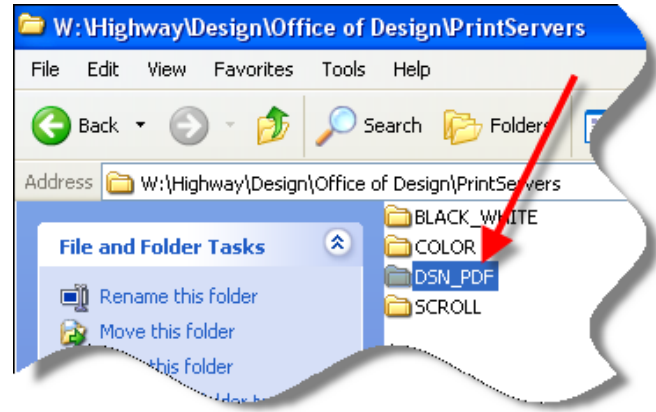 W:\Highway\Design\Office of Design\PrintServers
File Edit View Favorites Tools Help
Back Search Folders
Address W:\Highway\Design\Office of Design\PrintServers
BLACK_WHITE
File and Folder Tasks
COLOR
DSN_PDF
Rename this folder
SCROLL
Move this folder
this folder